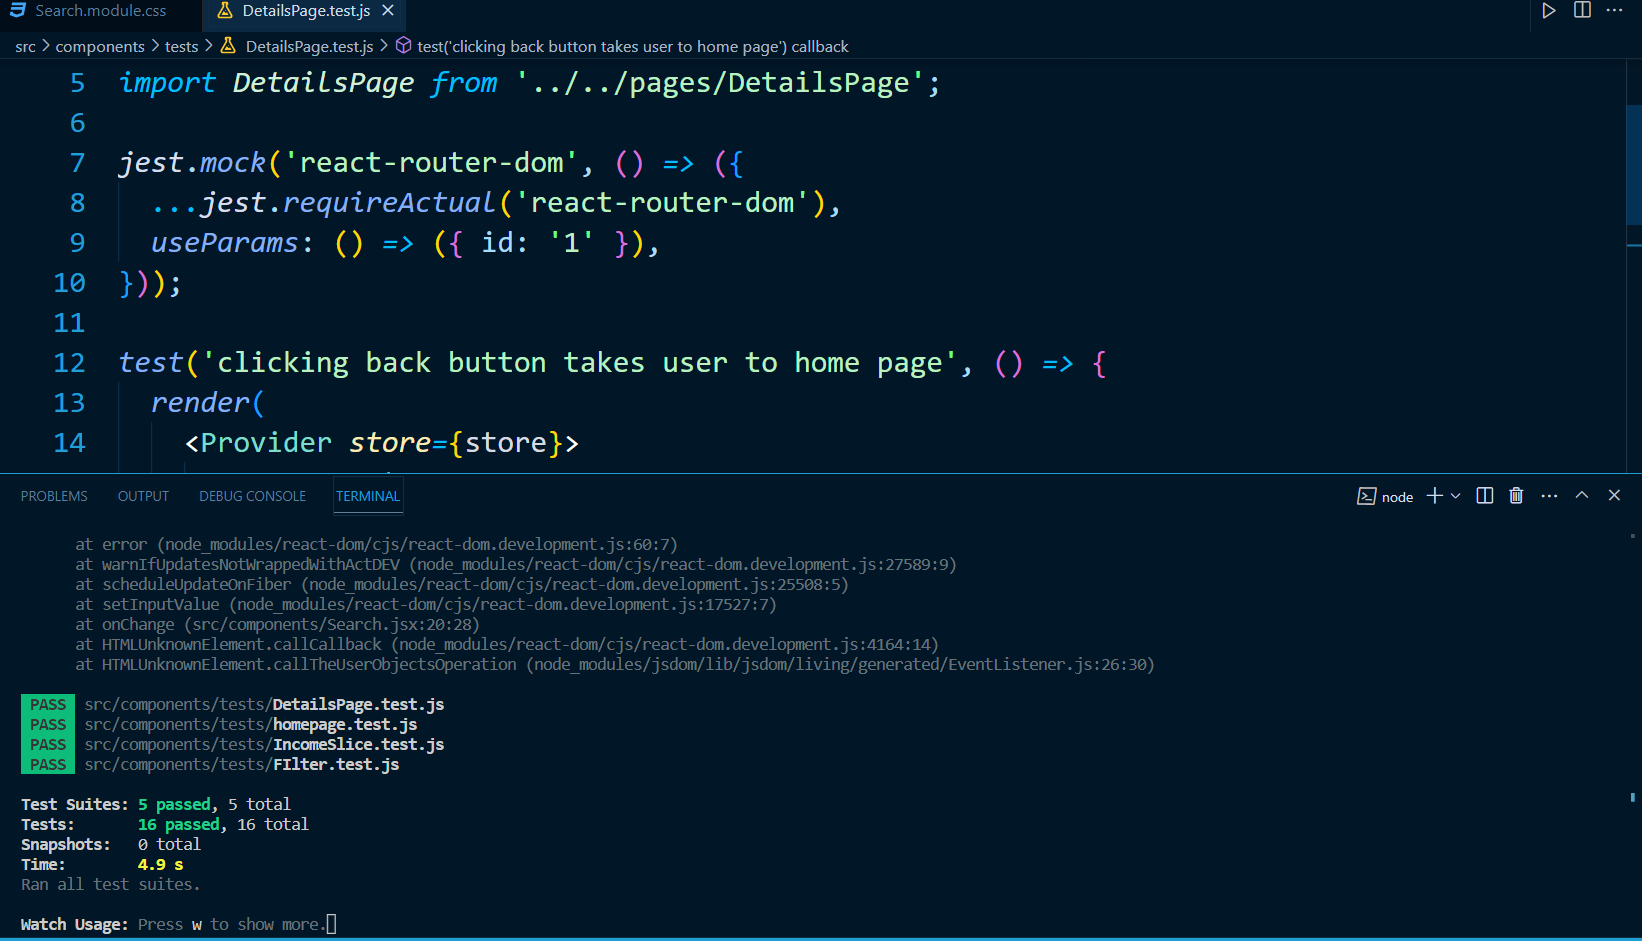 Search.module.css
DetailsPage.test.js
src > components > tests > DetailsPage.test.js > test('clicking back button takes user to home page') callback
5 import DetailsPage from '../../pages/DetailsPage';
6
7 jest.mock('react-router-dom', () => ({
8 ...jest.requireActual('react-router-dom'),
9 useParams: () => ({ id: '1' }),
10 }));
11
12 test('clicking back button takes user to home page', () => {
13 render(
14 <Provider store={store}>
PROBLEMS OUTPUT DEBUG CONSOLE TERMINAL node
at error (node_modules/react-dom/cjs/react-dom.development.js:60:7)
at warnIfUpdatesNotWrappedWithActDEV (node_modules/react-dom/cjs/react-dom.development.js:27589:9)
at scheduleUpdateOnFiber (node_modules/react-dom/cjs/react-dom.development.js:25508:5)
at setInputValue (node_modules/react-dom/cjs/react-dom.development.js:17527:7)
at onChange (src/components/Search.jsx:20:28)
at HTMLUnknownElement.callCallback (node_modules/react-dom/cjs/react-dom.development.js:4164:14)
at HTMLUnknownElement.callTheUserObjectsOperation (node_modules/jsdom/lib/jsdom/living/generated/EventListener.js:26:30)
PASS src/components/tests/DetailsPage.test.js
PASS src/components/tests/homepage.test.js
PASS src/components/tests/IncomeSlice.test.js
PASS src/components/tests/FIlter.test.js
Test Suites: 5 passed, 5 total
Tests: 16 passed, 16 total
Snapshots: 0 total
Time: 4.9 s
Ran all test suites.
Watch Usage: Press w to show more.